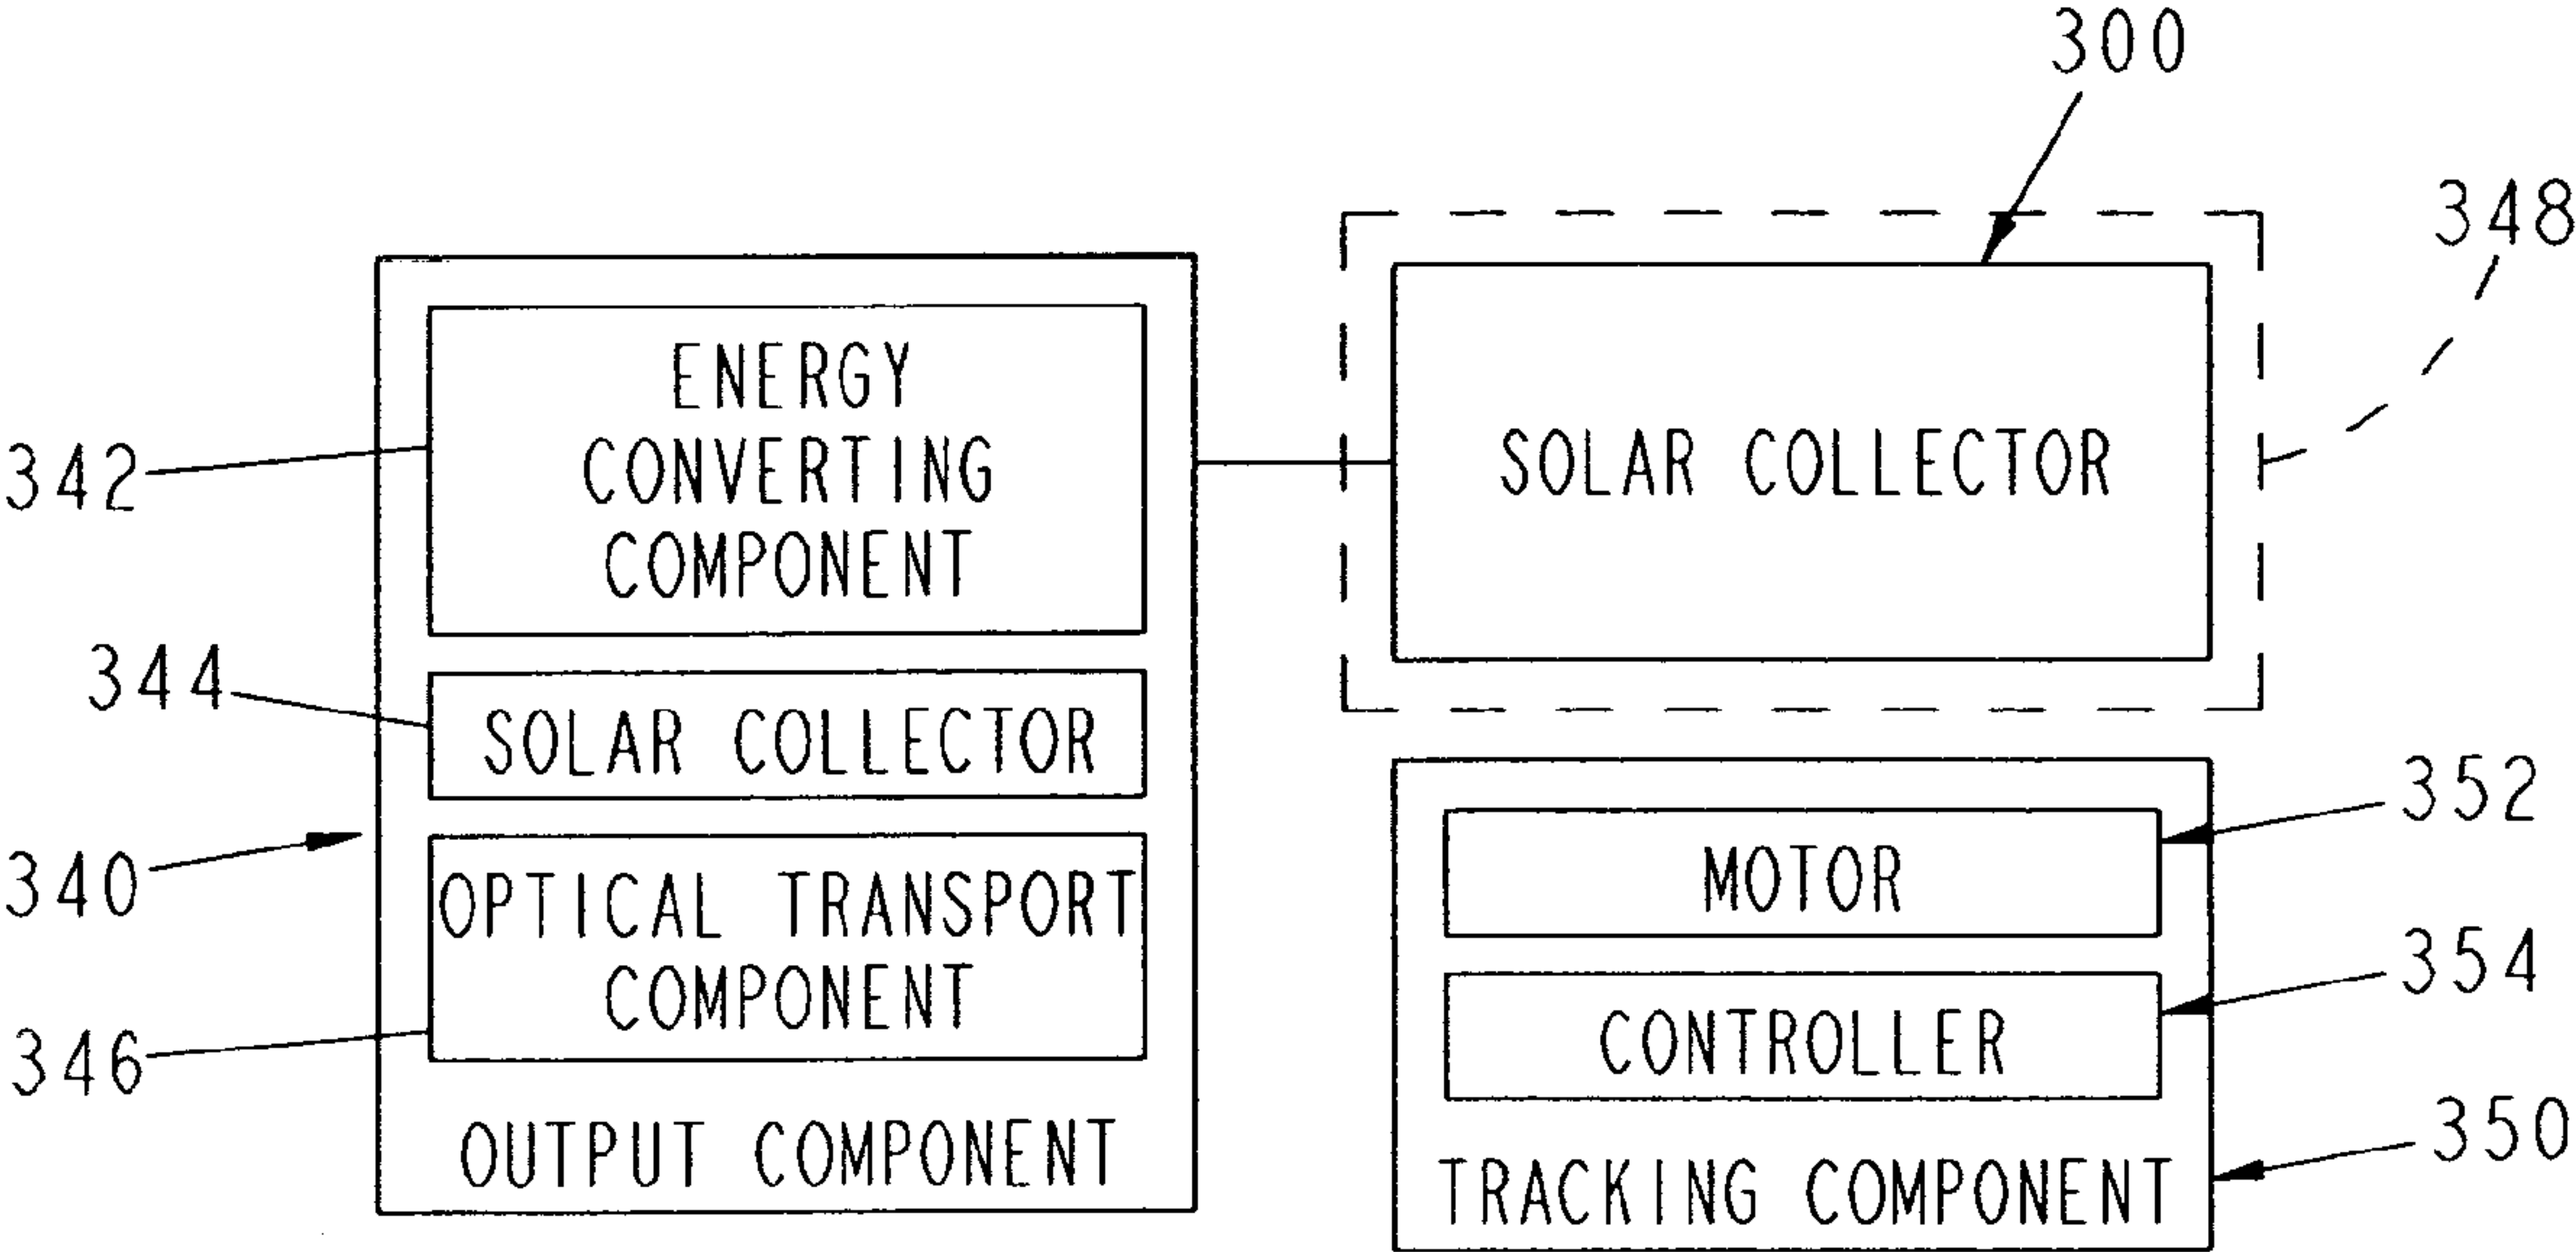 300
348
ENERGY
CONVERTING
COMPONENT
342
SOLAR COLLECTOR
344
SOLAR COLLECTOR
340
OPTICAL TRANSPORT
COMPONENT
346
OUTPUT COMPONENT
352
MOTOR
354
CONTROLLER
350
TRACKING COMPONENT